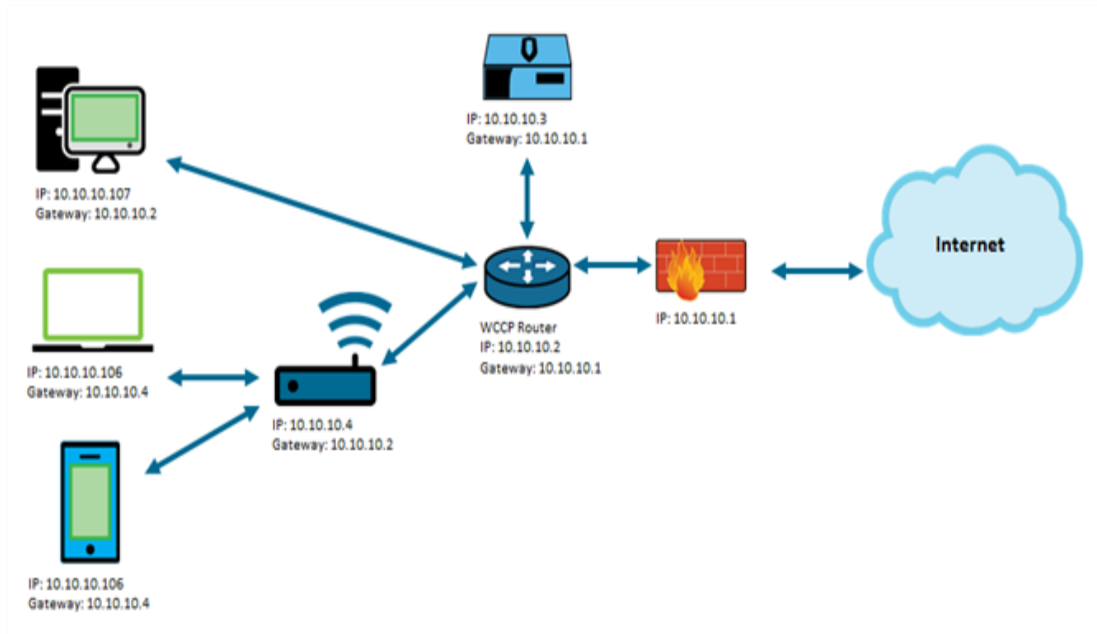 IP: 10.10.10.3
Gateway: 10.10.10.1
IP: 10.10.10.107
Gateway: 10.10.10.2
Internet
IP: 10.10.10.1
WCCP Router
IP: 10.10.10.2
Gateway: 10.10.10.1
IP: 10.10.10.106
Gateway: 10.10.10.4
IP: 10.10.10.4
Gateway: 10.10.10.2
IP: 10.10.10.106
Gateway: 10.10.10.4